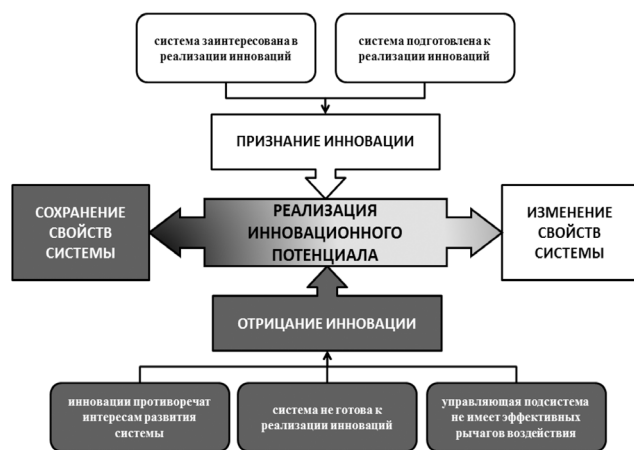 система заинтересована в
реализации инноваций
система подготовлена к
реализации инноваций
ПРИЗНАНИЕ ИННОВАЦИИ
СОХРАНЕНИЕ
СВОЙСТВ
СИСТЕМЫ
РЕАЛИЗАЦИЯ
ИННОВАЦИОННОГО
ПОТЕНЦИАЛА
ИЗМЕНЕНИЕ
СВОЙСТВ
СИСТЕМЫ
ОТРИЦАНИЕ ИННОВАЦИИ
инновации противоречат
интересам развития
системы
система не готова к
реализации инноваций
управляющая подсистема
не имеет эффективных
рычагов воздействия